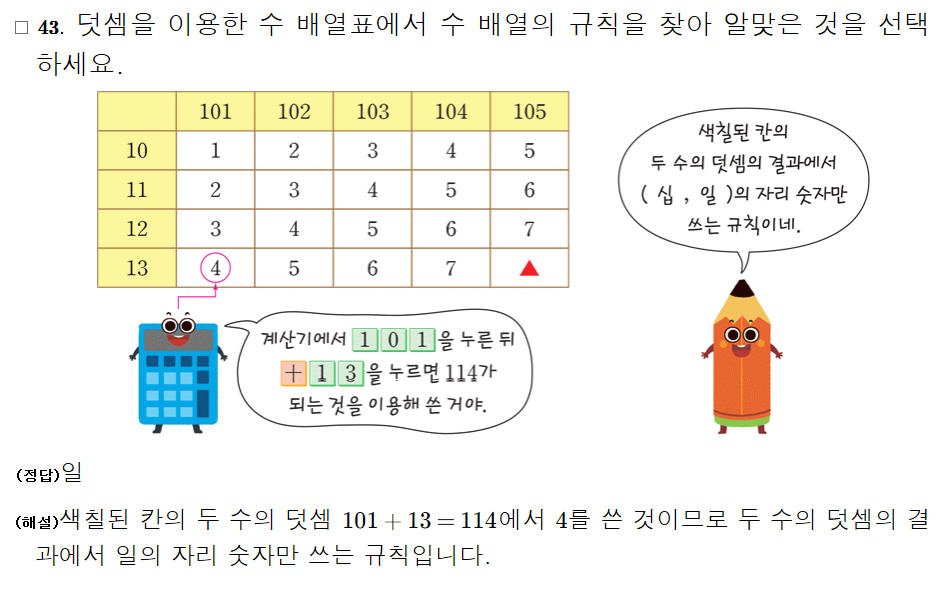 □ 43. 덧셈을 이용한 수 배열표에서 수 배열의 규칙을 찾아 알맞은 것을 선택
하세요.
101 102 103 104 105
10 1 2 3 4 5
11 2 3 4 5 6
12 3 4 5 6 7
13 4 5 6 7 ▲
색칠된 칸의
두 수의 덧셈의 결과에서
( 십 , 일 )의 자리 숫자만
쓰는 규칙이네.
계산기에서 1 0 1 을 누른 뒤
+ 1 3 을 누르면 114가
되는 것을 이용해 쓴 거야.
(정답)일
(해설)색칠된 칸의 두 수의 덧셈 101 + 13 = 114에서 4를 쓴 것이므로 두 수의 덧셈의 결
과에서 일의 자리 숫자만 쓰는 규칙입니다.